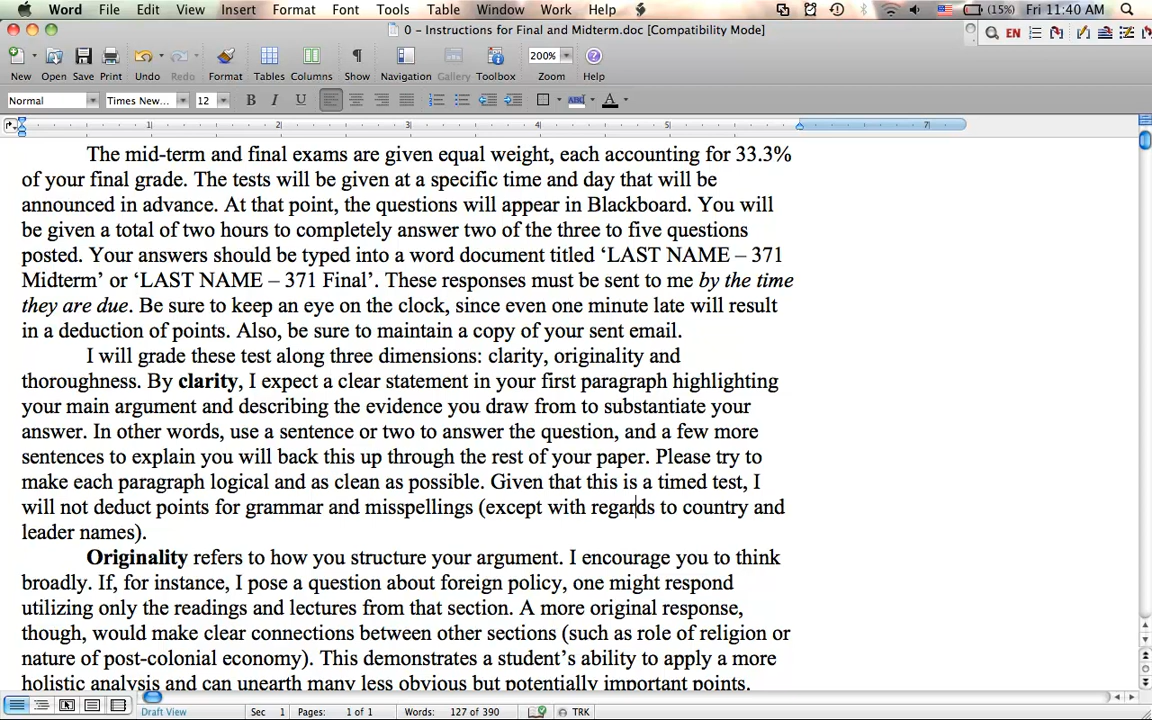 Word File Edit View Insert Format Font Tools Table Window Work Help (15%) Fri 11:40 AM
0 – Instructions for Final and Midterm.doc [Compatibility Mode]
EN
200%
New Open Save Print Undo Redo Format Tables Columns Show Navigation Gallery Toolbox Zoom Help
Normal Times New... 12 B I U ABC A
1 2 3 4 5 7
The mid-term and final exams are given equal weight, each accounting for 33.3%
of your final grade. The tests will be given at a specific time and day that will be
announced in advance. At that point, the questions will appear in Blackboard. You will
be given a total of two hours to completely answer two of the three to five questions
posted. Your answers should be typed into a word document titled ‘LAST NAME – 371
Midterm’ or ‘LAST NAME – 371 Final’. These responses must be sent to me by the time
they are due. Be sure to keep an eye on the clock, since even one minute late will result
in a deduction of points. Also, be sure to maintain a copy of your sent email.
I will grade these test along three dimensions: clarity, originality and
thoroughness. By clarity, I expect a clear statement in your first paragraph highlighting
your main argument and describing the evidence you draw from to substantiate your
answer. In other words, use a sentence or two to answer the question, and a few more
sentences to explain you will back this up through the rest of your paper. Please try to
make each paragraph logical and as clean as possible. Given that this is a timed test, I
will not deduct points for grammar and misspellings (except with regards to country and
leader names).
Originality refers to how you structure your argument. I encourage you to think
broadly. If, for instance, I pose a question about foreign policy, one might respond
utilizing only the readings and lectures from that section. A more original response,
though, would make clear connections between other sections (such as role of religion or
nature of post-colonial economy). This demonstrates a student’s ability to apply a more
holistic analysis and can unearth many less obvious but potentially important points.
Draft View Sec 1 Pages: 1 of 1 Words: 127 of 390 TRK